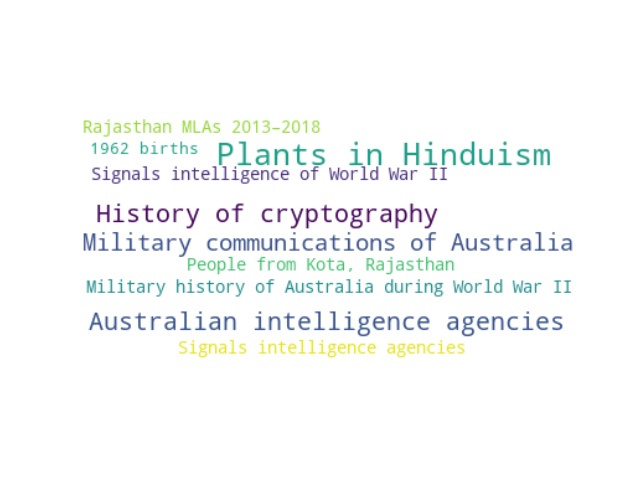 Rajasthan MLAs 2013–2018
1962 births
Plants in Hinduism
Signals intelligence of World War II
History of cryptography
Military communications of Australia
People from Kota, Rajasthan
Military history of Australia during World War II
Australian intelligence agencies
Signals intelligence agencies